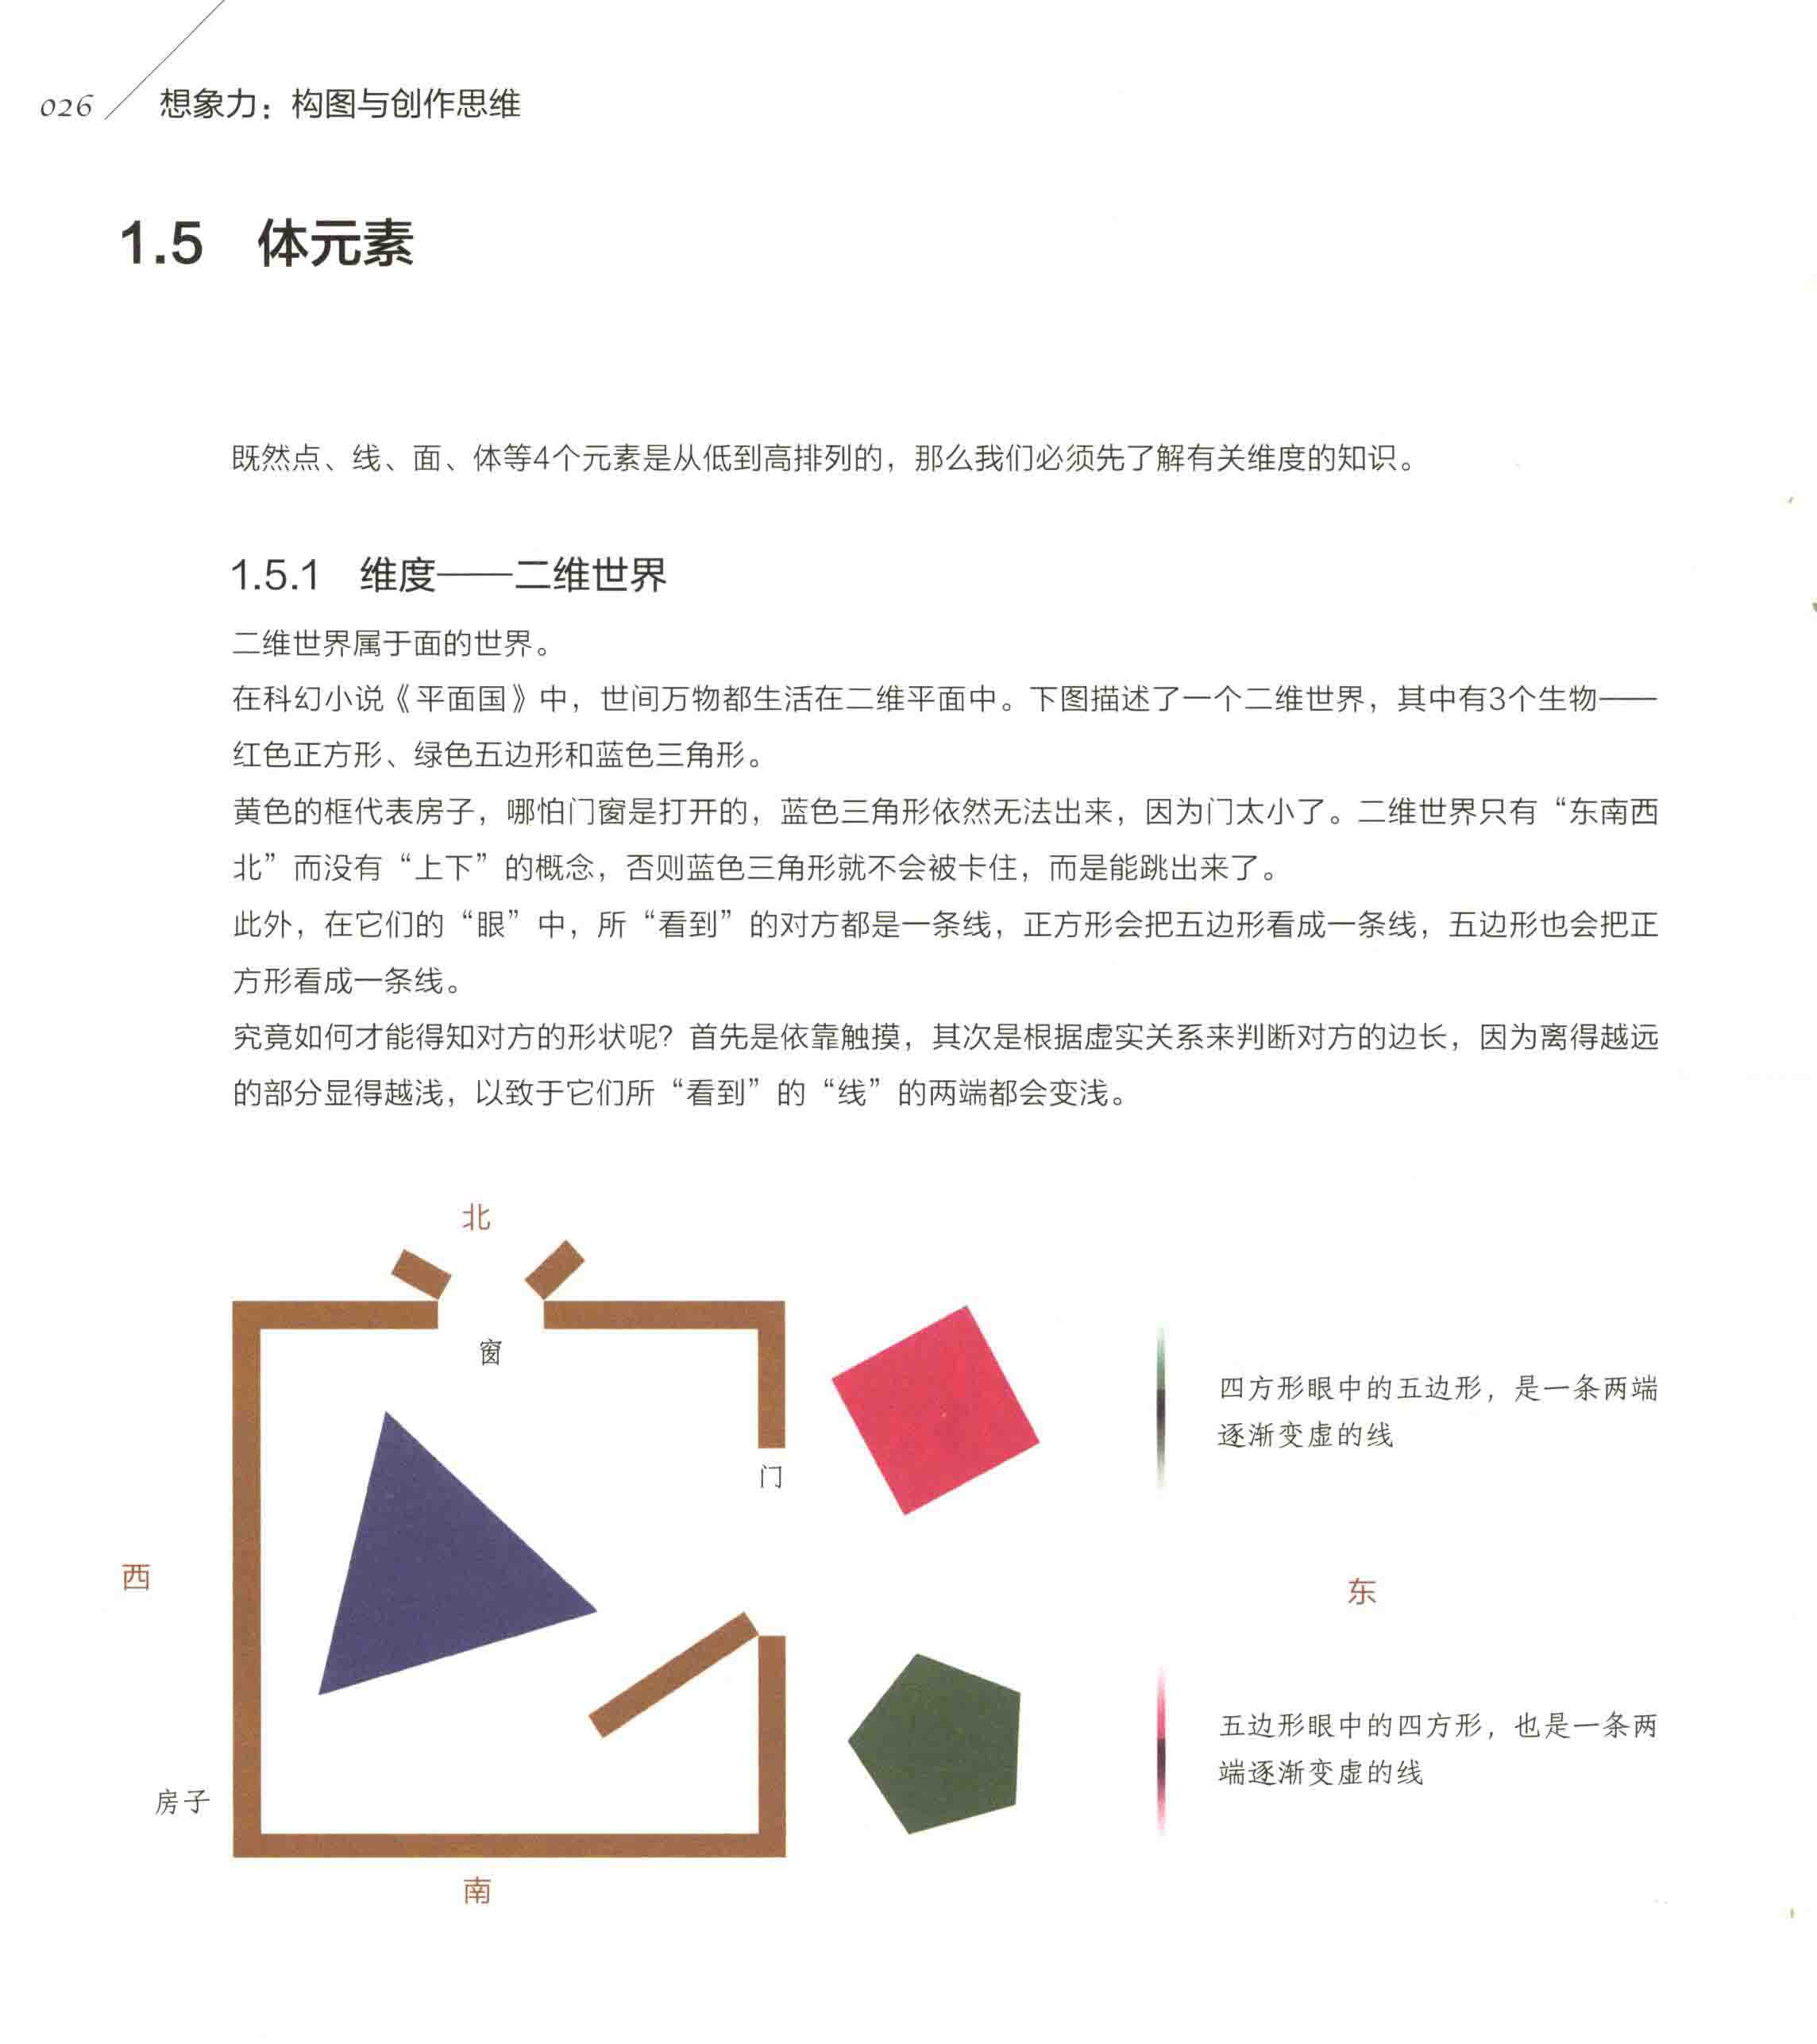 026
想象力：构图与创作思维
1.5 体元素
既然点、线、面、体等4个元素是从低到高排列的，那么我们必须先了解有关维度的知识。
1.5.1 维度——二维世界
二维世界属于面的世界。
在科幻小说《平面国》中，世间万物都生活在二维平面中。下图描述了一个二维世界，其中有3个生物——
红色正方形、绿色五边形和蓝色三角形。
黄色的框代表房子，哪怕门窗是打开的，蓝色三角形依然无法出来，因为门太小了。二维世界只有“东南西
北”而没有“上下”的概念，否则蓝色三角形就不会被卡住，而是能跳出来了。
此外，在它们的“眼”中，所“看到”的对方都是一条线，正方形会把五边形看成一条线，五边形也会把正
方形看成一条线。
究竟如何才能得知对方的形状呢？首先是依靠触摸，其次是根据虚实关系来判断对方的边长，因为离得越远
的部分显得越浅，以致于它们所“看到”的“线”的两端都会变浅。
北
窗
四方形眼中的五边形，是一条两端
逐渐变虚的线
门
西
东
五边形眼中的四方形，也是一条两
端逐渐变虚的线
房子
南